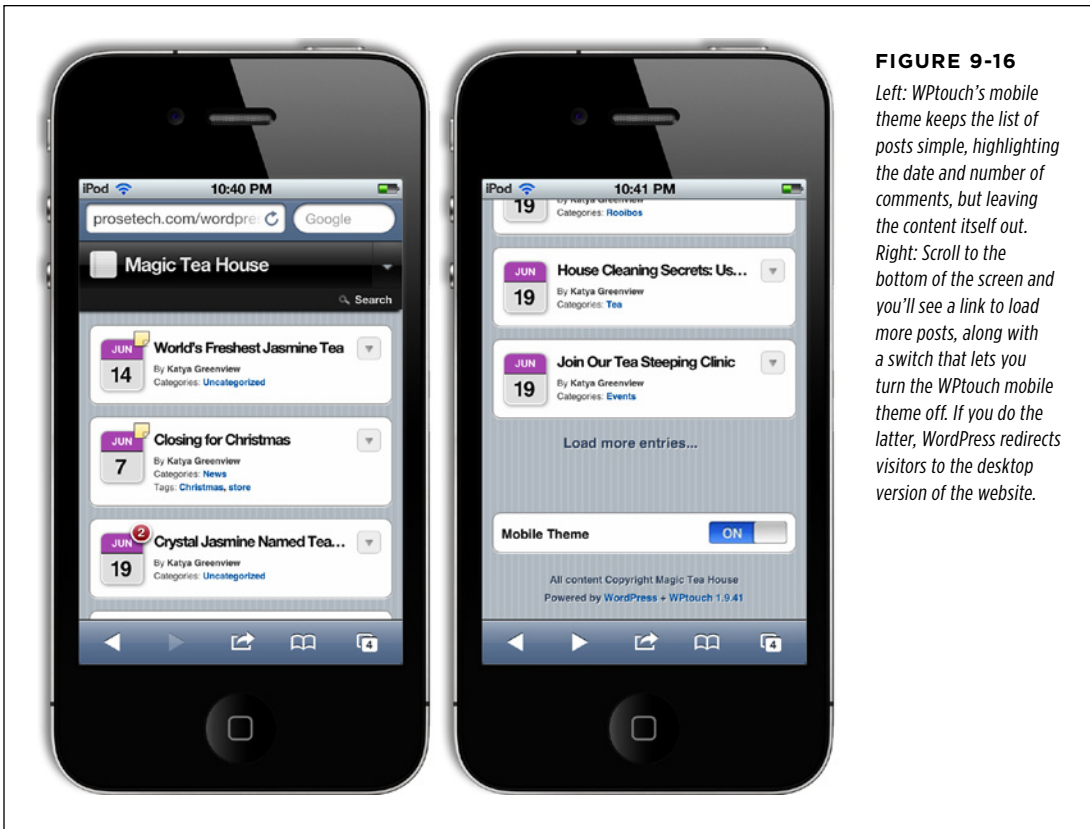 iPod 10:40 PM
prosetech.com/wordpre
Google
Magic Tea House
Search
JUN
14
World's Freshest Jasmine Tea
By Katya Greenview
Categories: Uncategorized
JUN
7
Closing for Christmas
By Katya Greenview
Categories: News
Tags: Christmas, store
JUN
2
19
Crystal Jasmine Named Tea...
By Katya Greenview
Categories: Uncategorized
4
iPod 10:41 PM
19
By Katya Greenview
Categories: Rooibos
JUN
19
House Cleaning Secrets: Us...
By Katya Greenview
Categories: Tea
JUN
19
Join Our Tea Steeping Clinic
By Katya Greenview
Categories: Events
Load more entries...
Mobile Theme ON
All content Copyright Magic Tea House
Powered by WordPress + WPtouch 1.9.41
4
FIGURE 9-16
Left: WPtouch's mobile
theme keeps the list of
posts simple, highlighting
the date and number of
comments, but leaving
the content itself out.
Right: Scroll to the
bottom of the screen and
you'll see a link to load
more posts, along with
a switch that lets you
turn the WPtouch mobile
theme off. If you do the
latter, WordPress redirects
visitors to the desktop
version of the website.